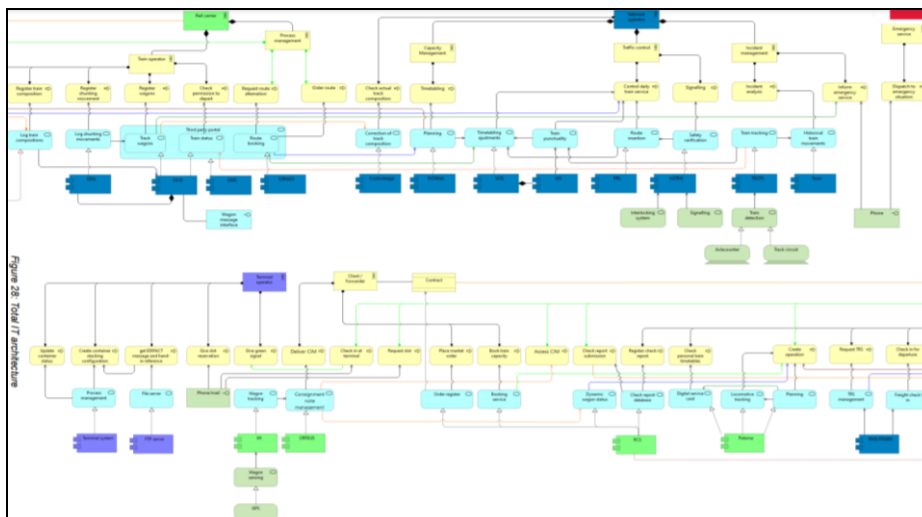 Rail carrier
Process
management
Train operator
Register train
composition
Register
shunting
movement
Register
wagons
Check
permission to
depart
Request route
alternation
Order route
Log train
compositions
Log shunting
movements
Third party portal
Track
wagons
Train status
Route
booking
Wagon
message
interface
Capacity
Management
Traffic control
Incident
management
Check actual
track
composition
Timetabling
Control daily
train service
Signalling
Incident
analysis
Inform
emergency
service
Emergency
service
Dispatch to
emergency
situation
Correction of
track
composition
Planning
Timetabling
Train
punctuality
Route
insertion
Safety
verification
Train tracking
Historical
train
movements
Interlocking
system
Signalling
Train
detection
Phone
Axlecounter
Track circuit
Figure 28: Total IT architecture
Terminal
operator
Client /
Forwarder
Contract
Update
container
status
Create container
stacking
configuration
get EDIFACT
message and
Give slot
reservation
Give green
signal
Deliver CIM
Check in at
terminal
Request slot
Place market
order
Book train
capacity
Assess CIM
Check report
submission
Register check
report
Check
personal train
timetables
Create
operation
Check in for
departure
Process
management
File server
Phone/mail
Wagon
tracking
Consignment
note
management
Order register
Booking
service
Dynamic
wagon status
Check report
database
Digital service
card
Locomotive
tracking
Planning
management
Freight check
in
Terminal system
FTP server
RCS
Wagon
sensing
GPS